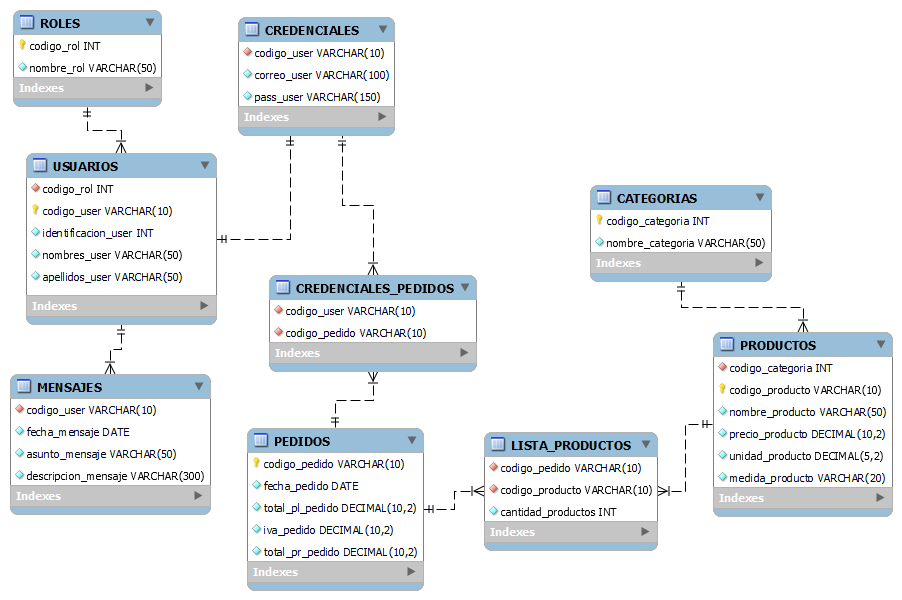 ROLES
codigo_rol INT
nombre_rol VARCHAR(50)
Indexes
CREDENCIALES
codigo_user VARCHAR(10)
correo_user VARCHAR(100)
pass_user VARCHAR(150)
Indexes
USUARIOS
codigo_rol INT
codigo_user VARCHAR(10)
identificacion_user INT
nombres_user VARCHAR(50)
apellidos_user VARCHAR(50)
Indexes
CATEGORIAS
codigo_categoria INT
nombre_categoria VARCHAR(50)
Indexes
CREDENCIALES_PEDIDOS
codigo_user VARCHAR(10)
codigo_pedido VARCHAR(10)
Indexes
PRODUCTOS
codigo_categoria INT
codigo_producto VARCHAR(10)
nombre_producto VARCHAR(50)
precio_producto DECIMAL(10,2)
unidad_producto DECIMAL(5,2)
medida_producto VARCHAR(20)
Indexes
MENSAJES
codigo_user VARCHAR(10)
fecha_mensaje DATE
asunto_mensaje VARCHAR(50)
descripcion_mensaje VARCHAR(300)
Indexes
PEDIDOS
codigo_pedido VARCHAR(10)
fecha_pedido DATE
total_pl_pedido DECIMAL(10,2)
iva_pedido DECIMAL(10,2)
total_pr_pedido DECIMAL(10,2)
Indexes
LISTA_PRODUCTOS
codigo_pedido VARCHAR(10)
codigo_producto VARCHAR(10)
cantidad_productos INT
Indexes